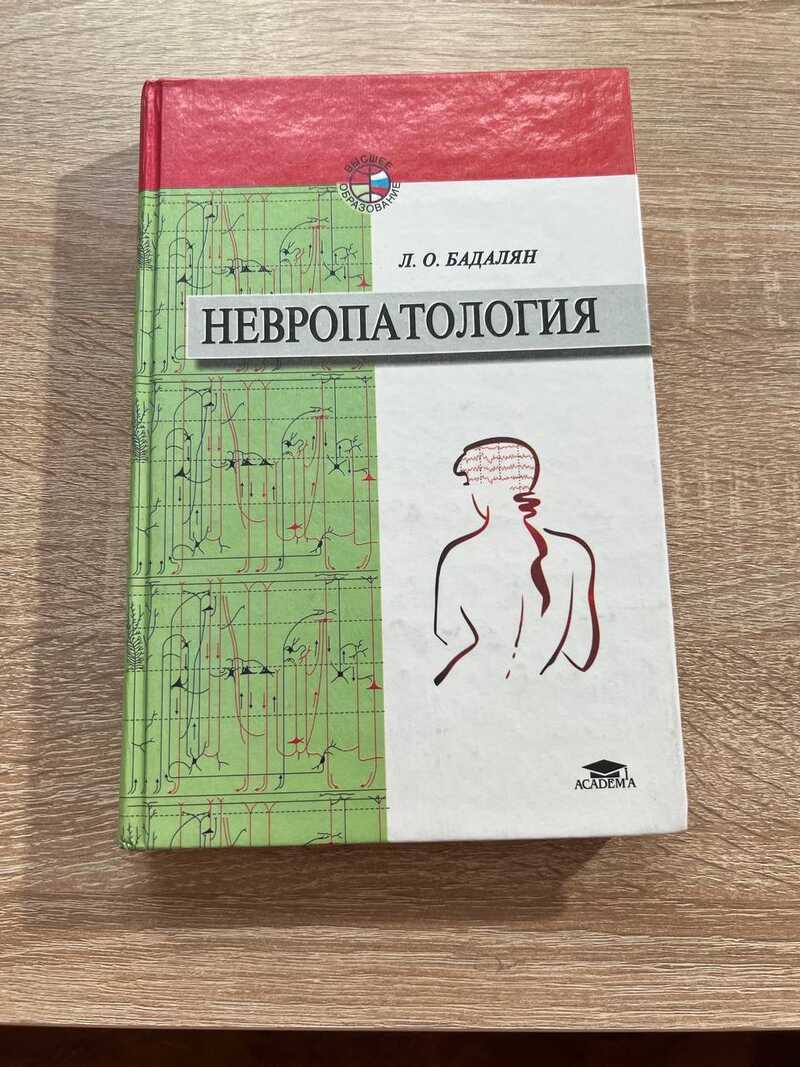 ВЫСШЕЕ
ОБРАЗОВАНИЕ
Л. О. БАДАЛЯН
НЕВРОПАТОЛОГИЯ
ACADEMA